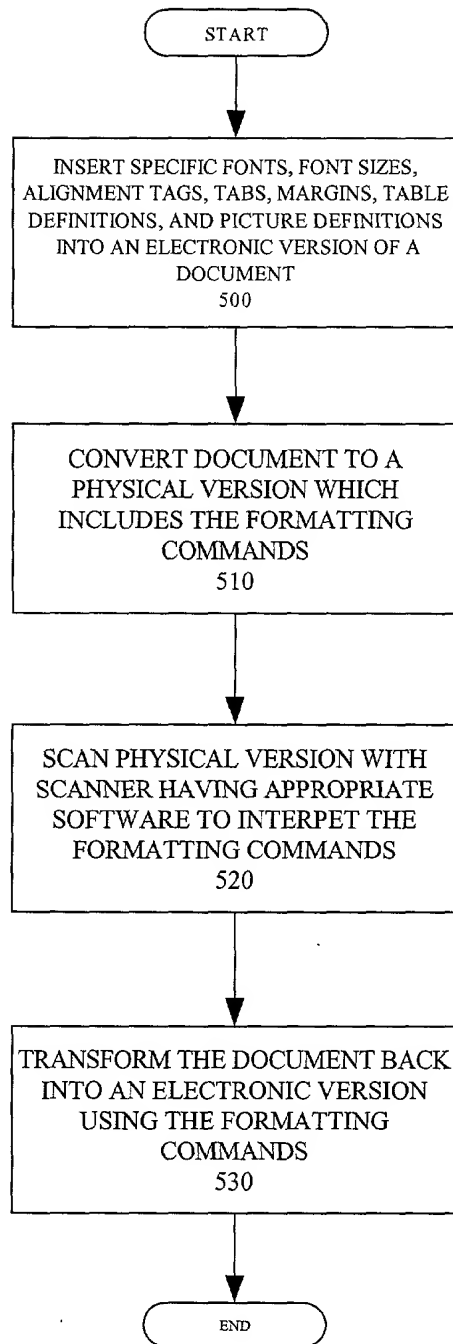 START
INSERT SPECIFIC FONTS, FONT SIZES,
ALIGNMENT TAGS, TABS, MARGINS, TABLE
DEFINITIONS, AND PICTURE DEFINITIONS
INTO AN ELECTRONIC VERSION OF A
DOCUMENT
500
CONVERT DOCUMENT TO A
PHYSICAL VERSION WHICH
INCLUDES THE FORMATTING
COMMANDS
510
SCAN PHYSICAL VERSION WITH
SCANNER HAVING APPROPRIATE
SOFTWARE TO INTERPET THE
FORMATTING COMMANDS
520
TRANSFORM THE DOCUMENT BACK
INTO AN ELECTRONIC VERSION
USING THE FORMATTING
COMMANDS
530
END